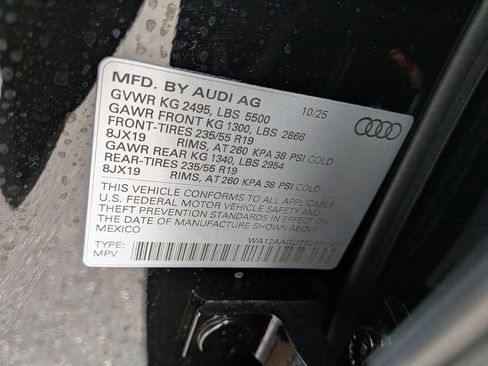 MFD. BY AUDI AG 10/25
GVWR KG 2495, LBS 5500
GAWR FRONT KG 1300, LBS 2866
FRONT-TIRES 235/55 R19
8JX19 RIMS, AT 260 KPA 38 PSI COLD
GAWR REAR KG 1340, LBS 2954
REAR-TIRES 235/55 R19
8JX19 RIMS, AT 260 KPA 38 PSI COLD
THIS VEHICLE CONFORMS TO ALL APPLICABLE
U.S. FEDERAL MOTOR VEHICLE SAFETY AND
THEFT PREVENTION STANDARDS IN EFFECT ON
THE DATE OF MANUFACTURE SHOWN ABOVE
MEXICO
TYPE:
MPV